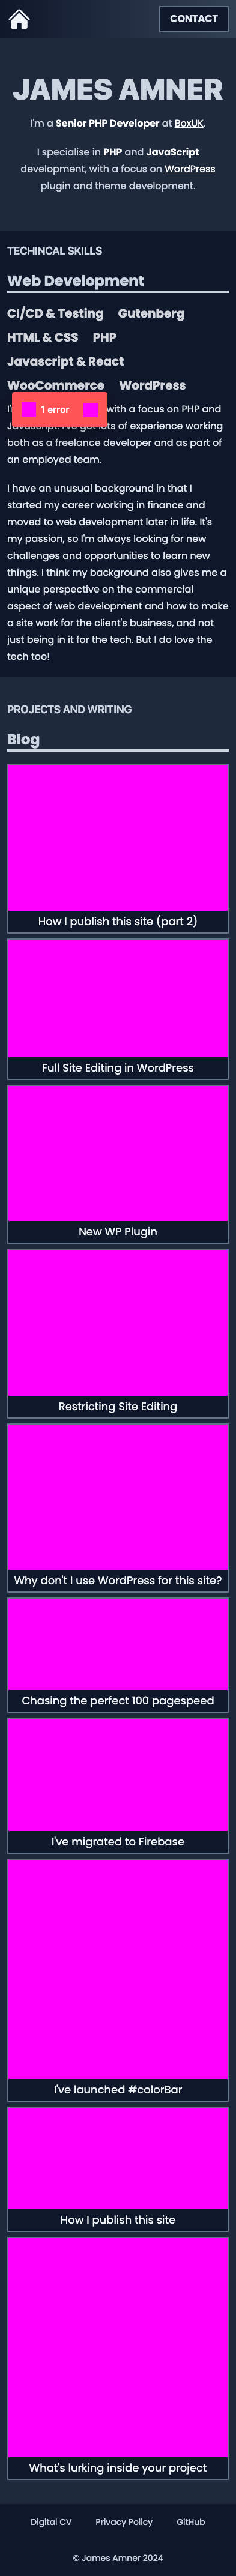 CONTACT
JAMES AMNER
I'm a Senior PHP Developer at BoxUK.
I specialise in PHP and JavaScript
development, with a focus on WordPress
plugin and theme development.
TECHINCAL SKILLS
Web Development
CI/CD & Testing Gutenberg
HTML & CSS PHP
Javascript & React
WooCommerce WordPress
1 error
with a focus on PHP and
Javascript. I've got lots of experience working
both as a freelance developer and as part of
an employee team.
I have an unusual background in that I
started my career working in finance and
moved to web development later in life. It's
my passion, so I'm always looking for new
challenges and opportunities to learn new
things. I think my background also gives me a
unique perspective on the commercial
aspect of web development and how to make
a site work for the client's business, and not
just being in it for the tech. But I do love the
tech too!
PROJECTS AND WRITING
Blog
How I publish this site (part 2)
Full Site Editing in WordPress
New WP Plugin
Restricting Site Editing
Why don't I use WordPress for this site?
Chasing the perfect 100 pagespeed
I've migrated to Firebase
I've launched #colorBar
How I publish this site
What's lurking inside your project
Digital CV Privacy Policy GitHub
© James Amner 2024